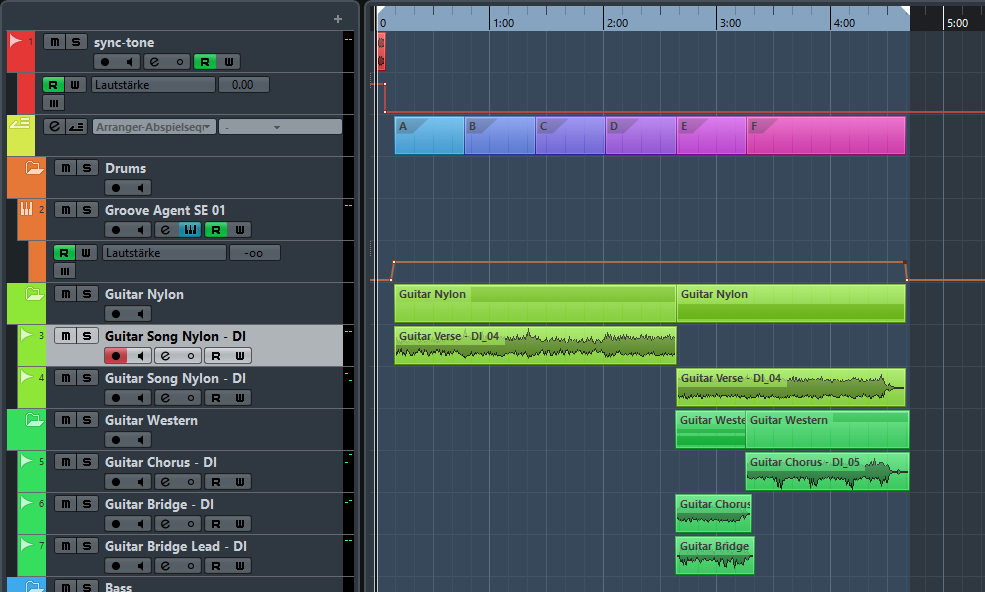 0 1:00 2:00 3:00 4:00 5:00
1 m S sync-tone
e R W
R W Lautstärke 0.00
e Arranger-Abspielseq -
A B C D E F
m S Drums
2 m S Groove Agent SE 01
e R W
R W Lautstärke -oo
m S Guitar Nylon
Guitar Nylon Guitar Nylon
3 m S Guitar Song Nylon - DI
e R W
Guitar Verse - DI_04
4 m S Guitar Song Nylon - DI
e R W
Guitar Verse - DI_04
m S Guitar Western
Guitar Weste Guitar Western
5 m S Guitar Chorus - DI
e R W
Guitar Chorus - DI_05
6 m S Guitar Bridge - DI
e R W
Guitar Chorus
7 m S Guitar Bridge Lead - DI
e R W
Guitar Bridge
m S Bass